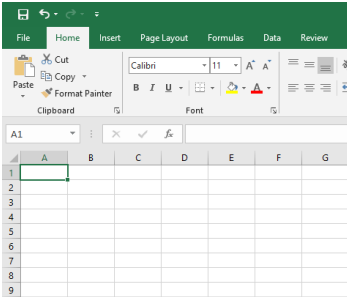 File Home Insert Page Layout Formulas Data Review
Cut
Copy
Paste
Format Painter
Clipboard
Calibri 11 A A
B I U A
Font
A1 fx
A B C D E F G
1
2
3
4
5
6
7
8
9